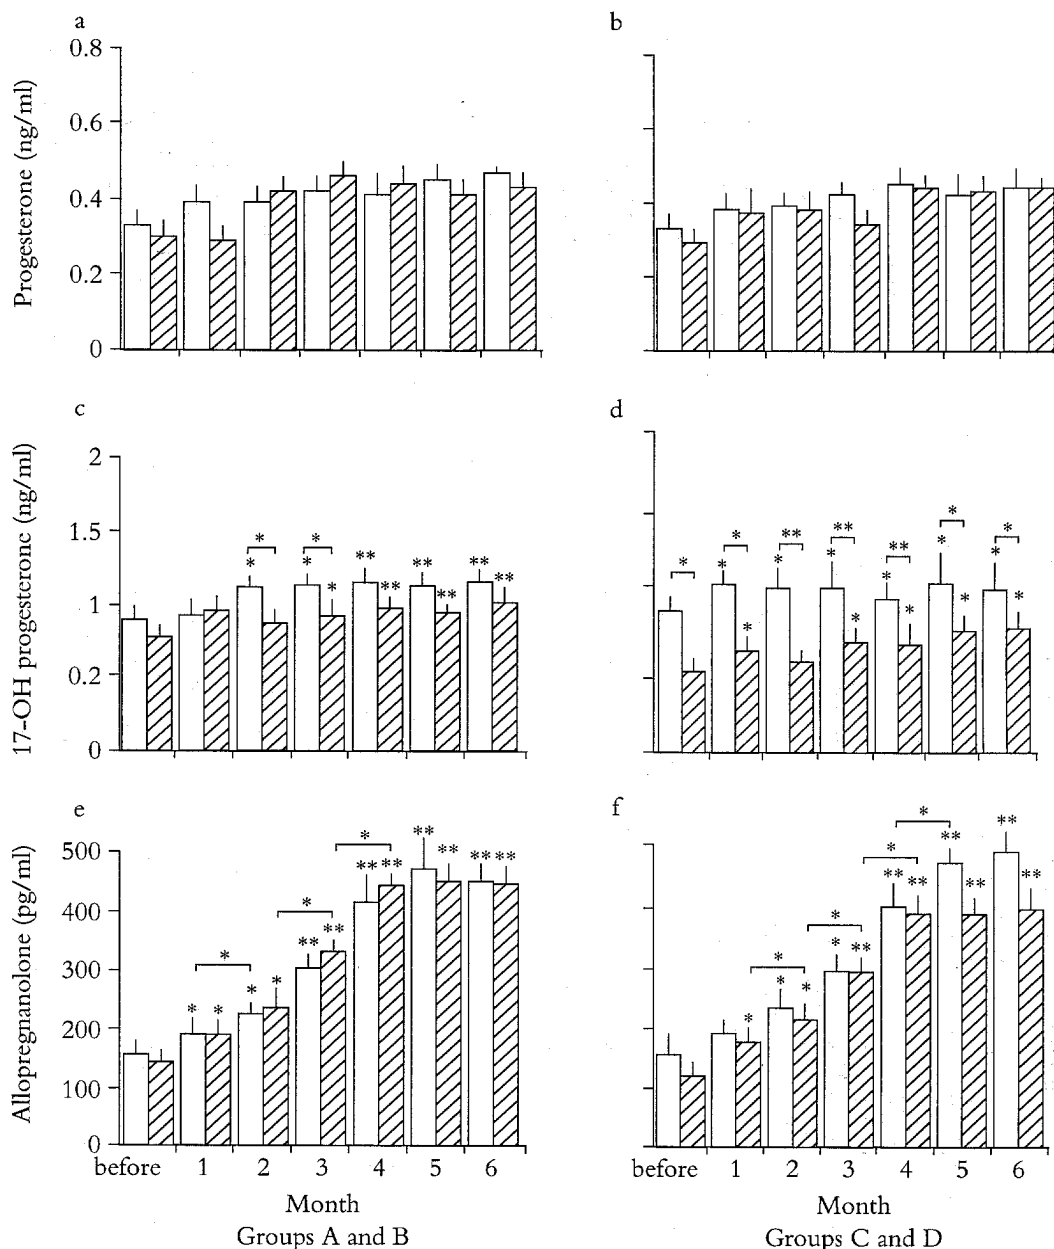 a
b
Progesterone (ng/ml)
0.8
0.6
0.4
0.2
0
c
d
17-OH progesterone (ng/ml)
2
1.5
1
0.2
0
* * ** ** **
* * * ** ** **
* ** ** ** * *
* * * * * * *
* * * * *
e
f
Allopregnanolone (pg/ml)
500
400
300
200
100
0
* * * * * * ** ** ** ** ** ** ** ** **
* * * * * * * * ** ** ** ** ** ** **
before 1 2 3 4 5 6
before 1 2 3 4 5 6
Month
Month
Groups A and B
Groups C and D